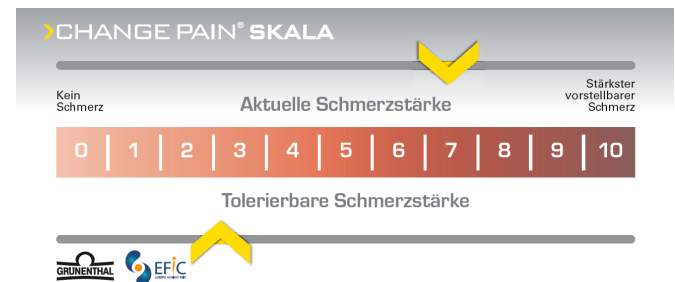 CHANGE PAIN® SKALA
Kein
Schmerz
Aktuelle Schmerzstärke
Stärkster
vorstellbarer
Schmerz
0 1 2 3 4 5 6 7 8 9 10
Tolerierbare Schmerzstärke
GRÜNENTHAL
EFiC